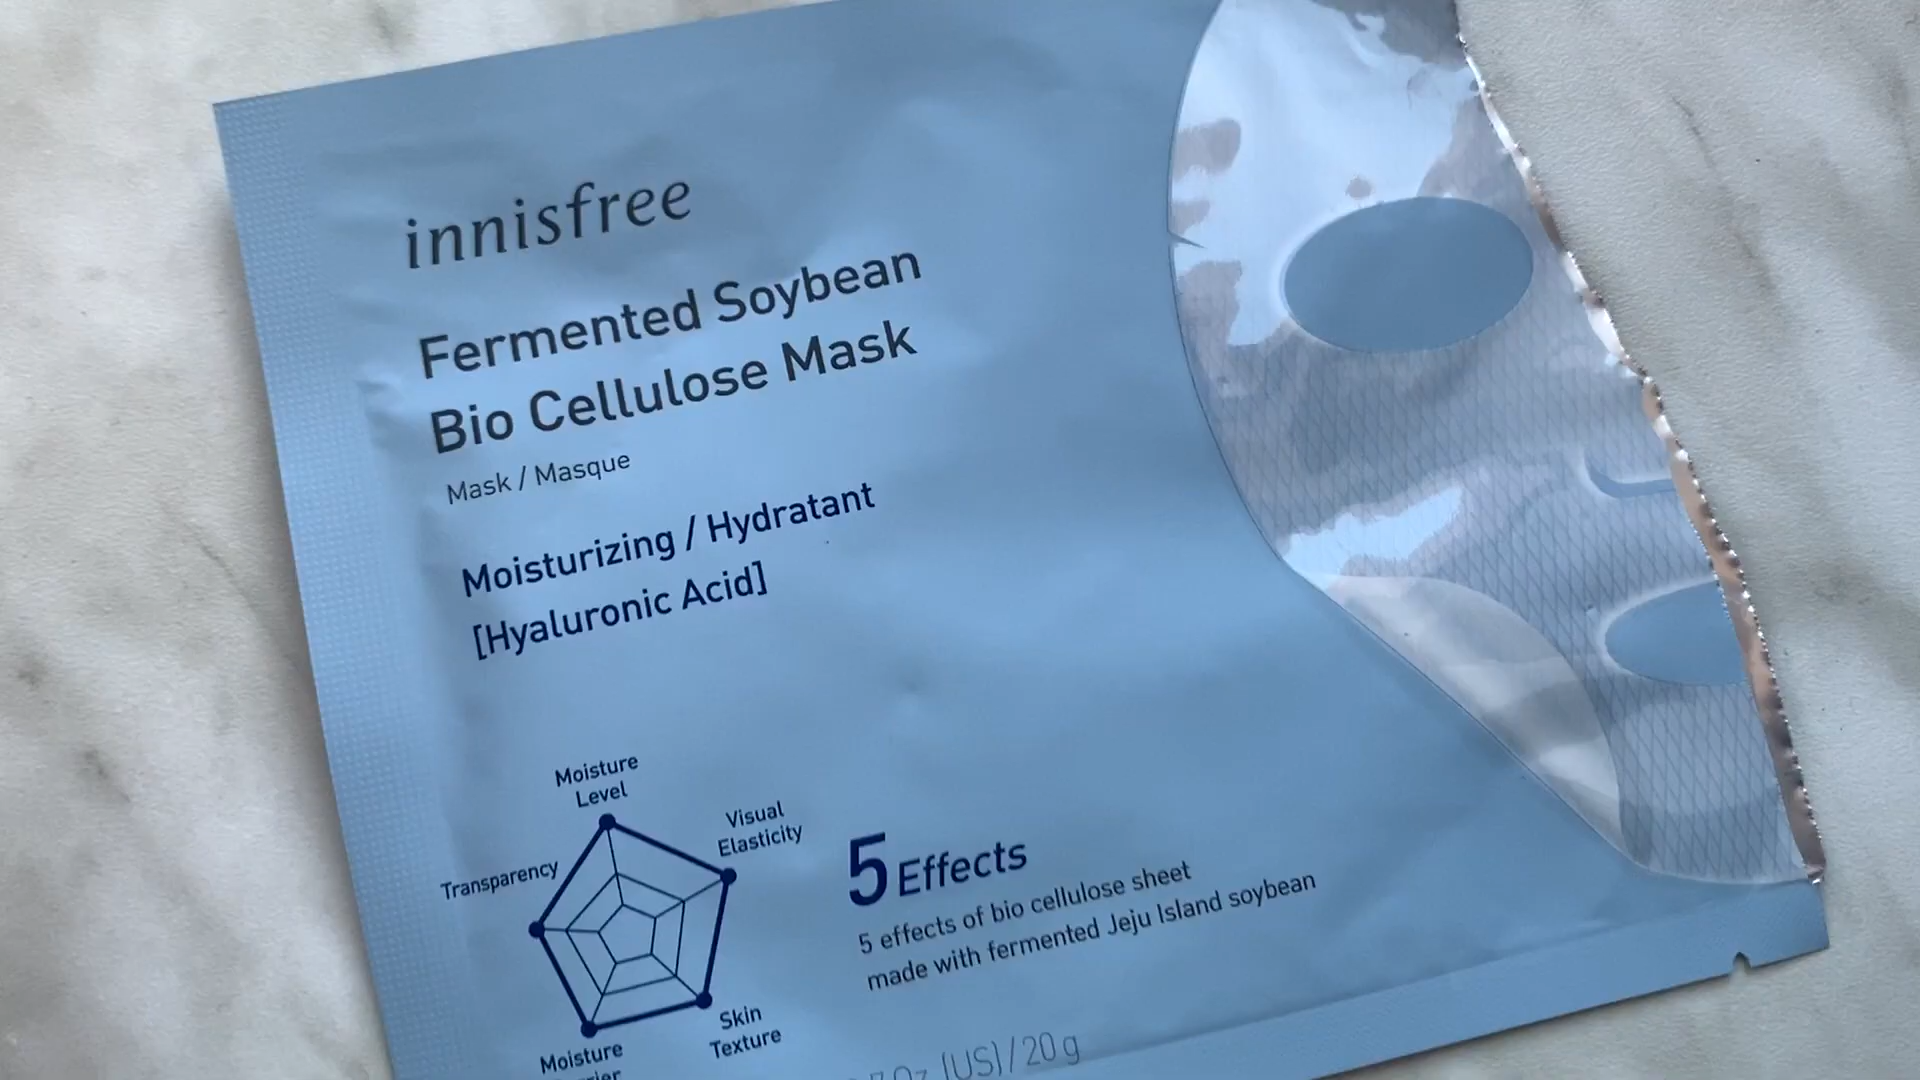 innisfree
Fermented Soybean
Bio Cellulose Mask
Mask / Masque
Moisturizing / Hydratant
[Hyaluronic Acid]
Moisture
Level
Visual
Elasticity
Transparency
Skin
Texture
Moisture
5 Effects
5 effects of bio cellulose sheet
made with fermented Jeju Island soybean
(US) / 20 g